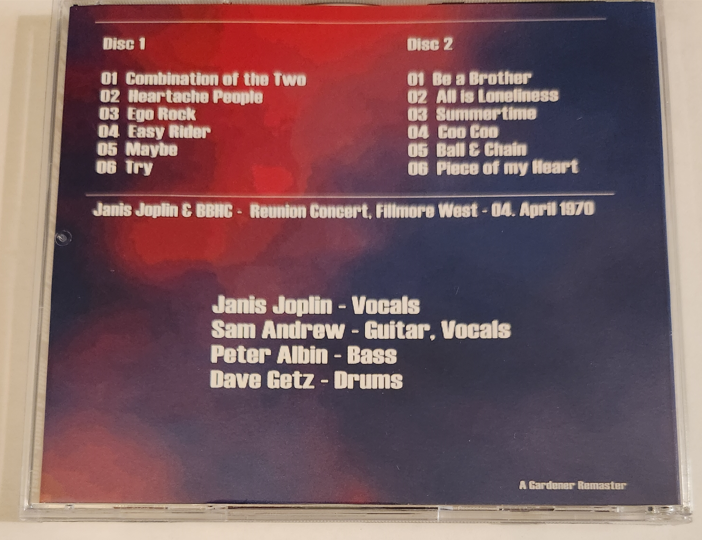 Disc 1
01 Combination of the Two
02 Heartache People
03 Ego Rock
04 Easy Rider
05 Maybe
06 Try
Disc 2
01 Be a Brother
02 All is Loneliness
03 Summertime
04 Coo Coo
05 Ball & Chain
06 Piece of my Heart
Janis Joplin & BBHC - Reunion Concert, Fillmore West - 04. April 1970
Janis Joplin - Vocals
Sam Andrew - Guitar, Vocals
Peter Albin - Bass
Dave Getz - Drums
A Gardener Remaster